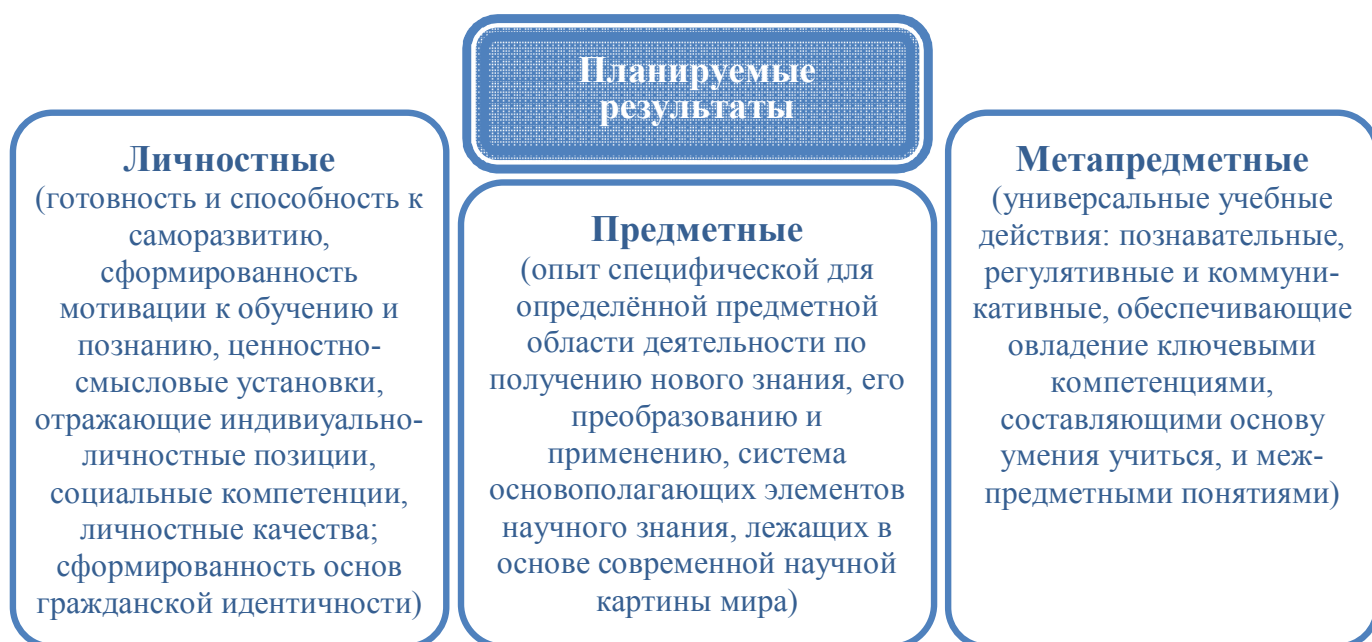 Планируемые
результаты
Личностные
(готовность и способность к
саморазвитию,
сформированность
мотивации к обучению и
познанию, ценностно-
смысловые установки,
отражающие индивиуально-
личностные позиции,
социальные компетенции,
личностные качества;
сформированность основ
гражданской идентичности)
Предметные
(опыт специфической для
определённой предметной
области деятельности по
получению нового знания, его
преобразованию и
применению, система
основополагающих элементов
научного знания, лежащих в
основе современной научной
картины мира)
Метапредметные
(универсальные учебные
действия: познавательные,
регулятивные и коммуни-
кативные, обеспечивающие
овладение ключевыми
компетенциями,
составляющими основу
умения учиться, и меж-
предметными понятиями)